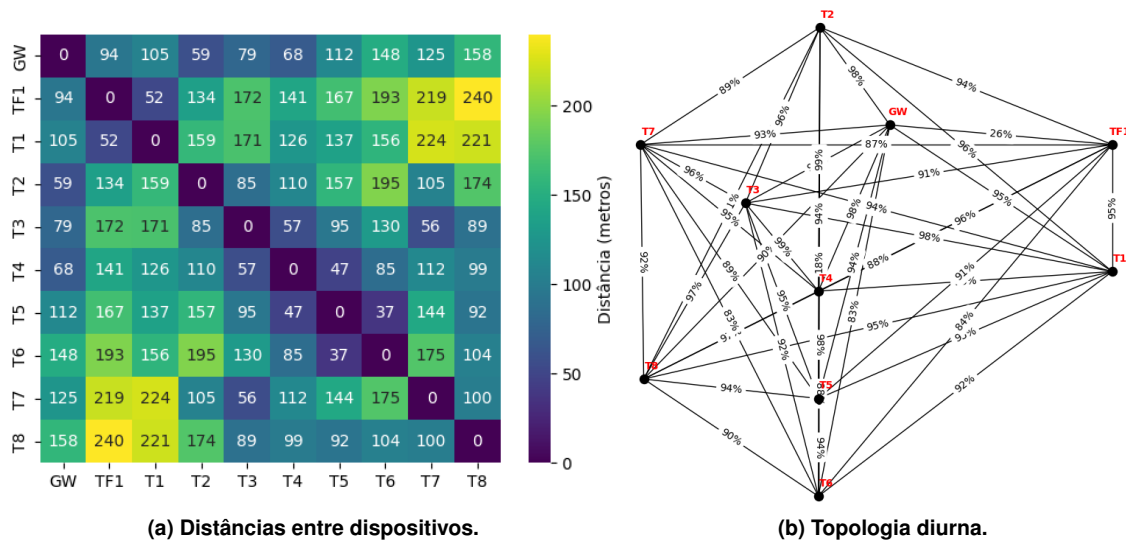 GW 0 94 105 59 79 68 112 148 125 158
TF1 94 0 52 134 172 141 167 193 219 240
T1 105 52 0 159 171 126 137 156 224 221
T2 59 134 159 0 85 110 157 195 105 174
T3 79 172 171 85 0 57 95 130 56 89
T4 68 141 126 110 57 0 47 85 112 99
T5 112 167 137 157 95 47 0 37 144 92
T6 148 193 156 195 130 85 37 0 175 104
T7 125 219 224 105 56 112 144 175 0 100
T8 158 240 221 174 89 99 92 104 100 0
GW TF1 T1 T2 T3 T4 T5 T6 T7 T8
200
150
100
50
0
Distância (metros)
(a) Distâncias entre dispositivos.
T2
98%
94%
89%
96%
GW
T7
93%
26%
TF1
87%
99%
96%
96%
91%
95%
T3
95%
94%
95%
94%
98%
96%
98%
95%
99%
90%
92%
89%
94%
18%
88%
91%
T1
97%
95%
T4
83%
83%
84%
95%
92%
98%
T8
94%
T5
92%
90%
94%
T6
(b) Topologia diurna.